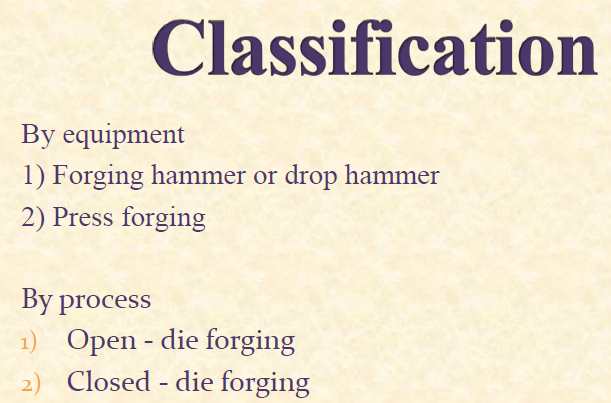 Classification
By equipment
1) Forging hammer or drop hammer
2) Press forging
By process
1) Open - die forging
2) Closed - die forging